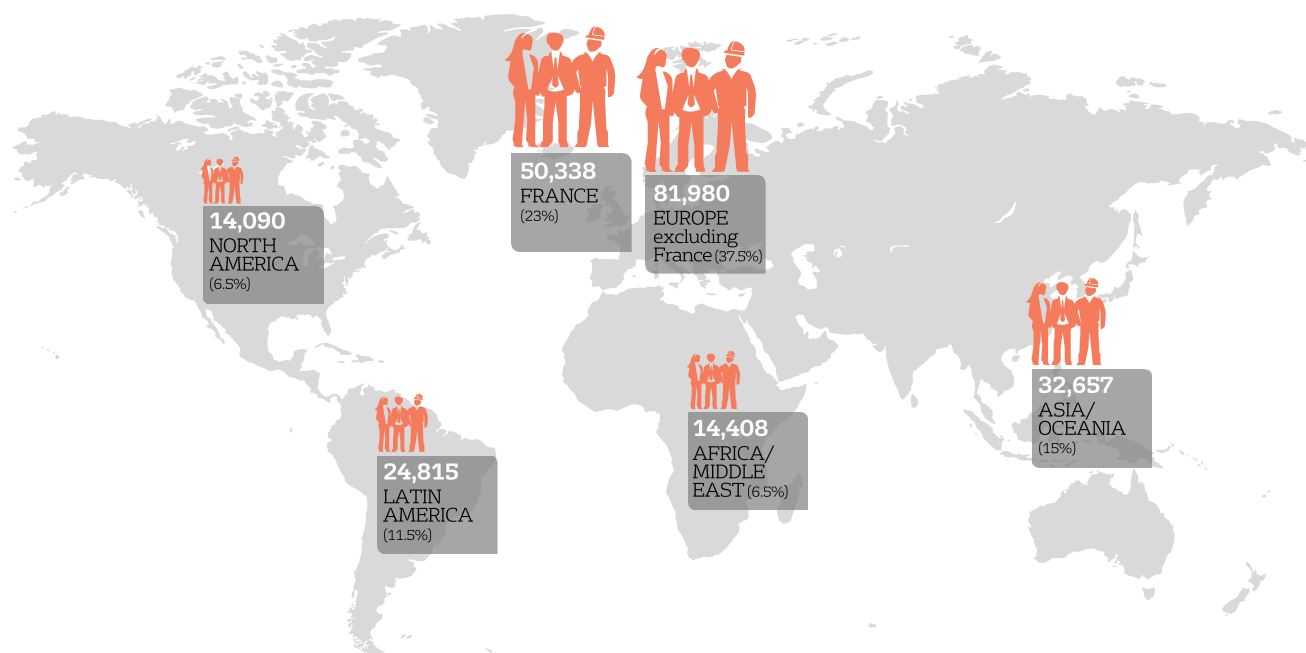 50,338
FRANCE
(23%)
81,980
EUROPE
excluding
France (37.5%)
14,090
NORTH
AMERICA
(6.5%)
32,657
ASIA/
OCEANIA
(15%)
14,408
AFRICA/
MIDDLE
EAST (6.5%)
24,815
LATIN
AMERICA
(11.5%)